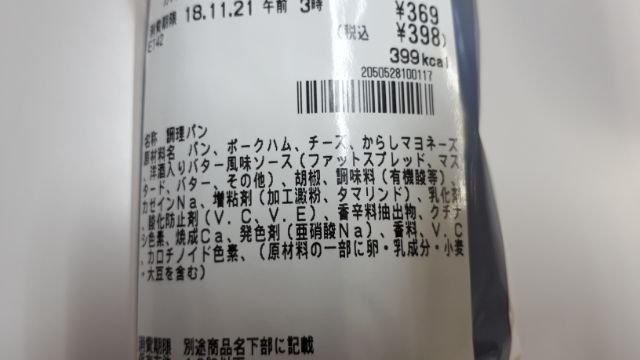 消費期限 18.11.21 午前 3時
¥369
(税込 ¥398)
ET42
399kcal
2050528100117
名称 調理パン
原材料名 パン、ポークハム、チーズ、からしマヨネーズ
、洋酒入りバター風味ソース(ファットスプレッド、マス
タード、バター、その他)、胡椒、調味料(有機酸等)、
カゼインNa、増粘剤(加工澱粉、タマリンド)、乳化剤
、酸化防止剤(V.C、V.E)、香辛料抽出物、クチナ
シ色素、焼成Ca、発色剤(亜硝酸Na)、香料、V.C
、カロチノイド色素、(原材料の一部に卵・乳成分・小麦
・大豆を含む)
消費期限 別途商品名下部に記載